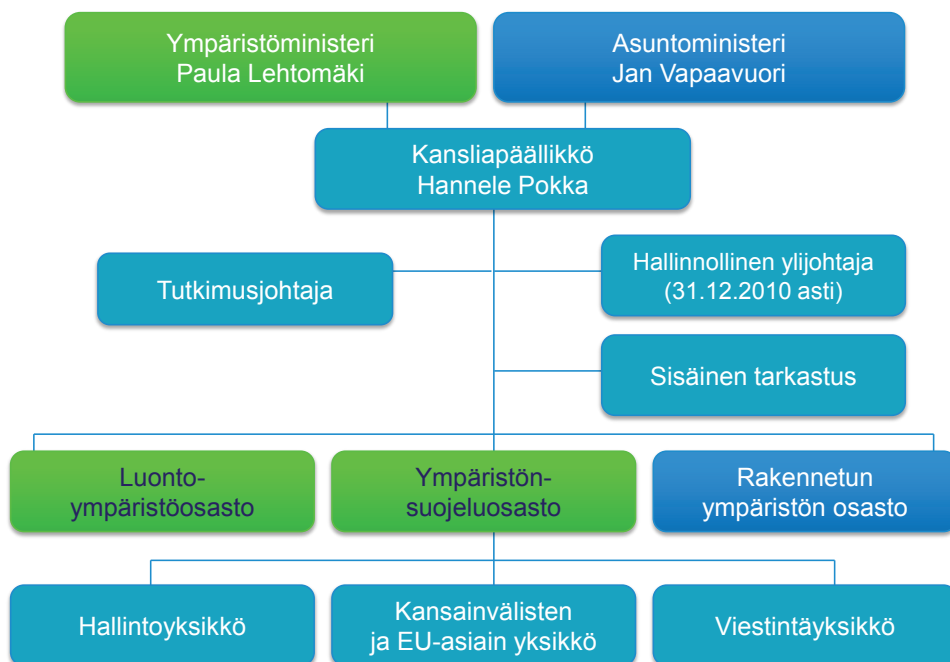 Ympäristöministeri
Paula Lehtomäki
Asuntoministeri
Jan Vapaavuori
Kansliapäällikkö
Hannele Pokka
Tutkimusjohtaja
Hallinnollinen ylijohtaja
(31.12.2010 asti)
Sisäinen tarkastus
Luonto-
ympäristöosasto
Ympäristön-
suojeluosasto
Rakennetun
ympäristön osasto
Hallintoyksikkö
Kansainvälisten
ja EU-asiain yksikkö
Viestintäyksikkö